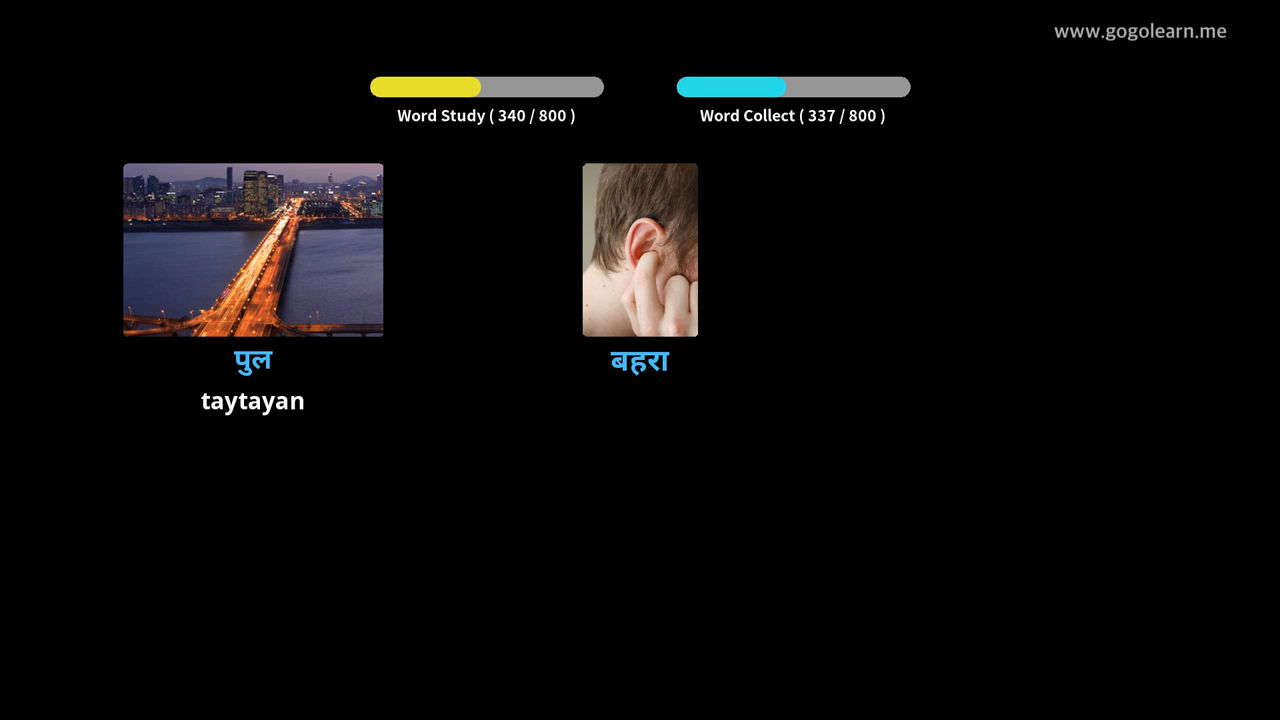 www.gogolearn.me
Word Study ( 340 / 800 )
Word Collect ( 337 / 800 )
पुल
taytayan
बहरा